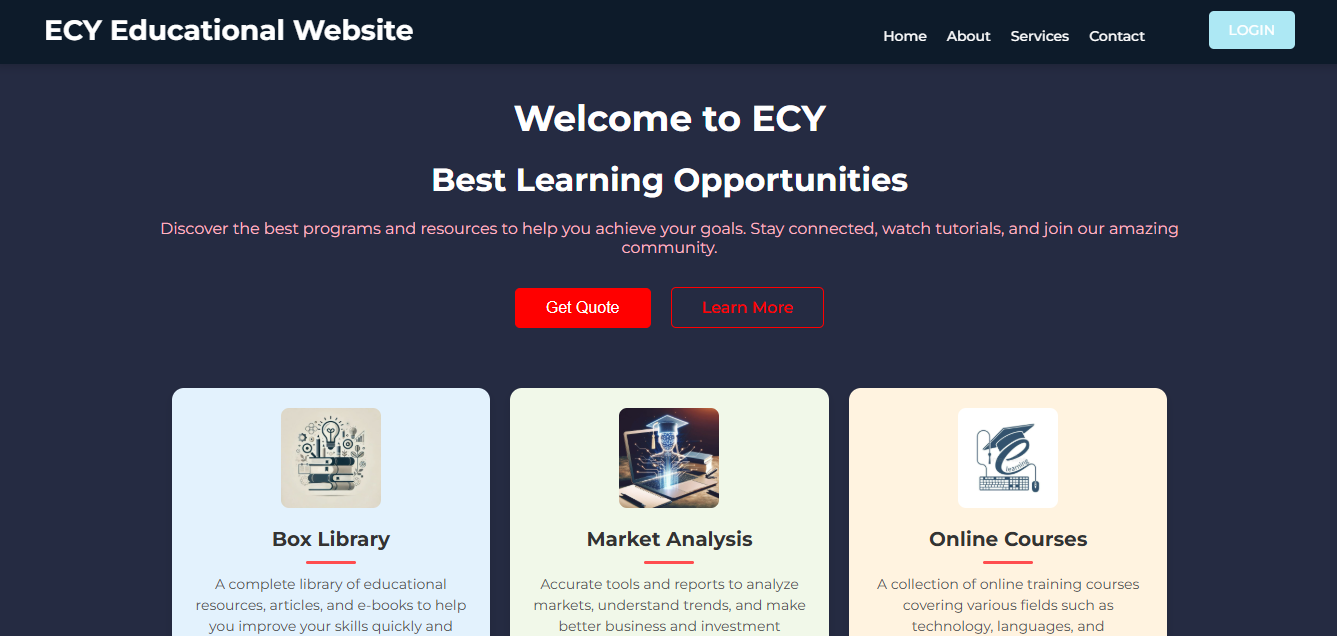 ECY Educational Website
Home About Services Contact
LOGIN
Welcome to ECY
Best Learning Opportunities
Discover the best programs and resources to help you achieve your goals. Stay connected, watch tutorials, and join our amazing
community.
Get Quote
Learn More
Box Library
A complete library of educational
resources, articles, and e-books to help
you improve your skills quickly and
Market Analysis
Accurate tools and reports to analyze
markets, understand trends, and make
better business and investment
e learning
Online Courses
A collection of online training courses
covering various fields such as
technology, languages, and